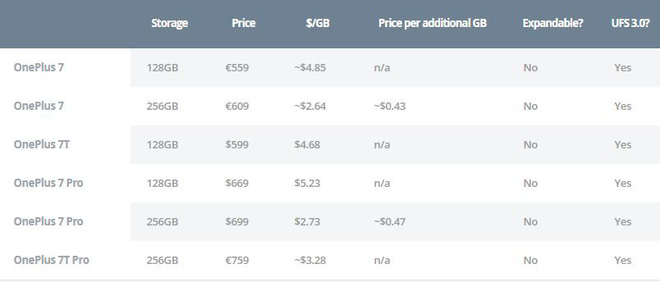 Storage Price $/GB Price per additional GB Expandable? UFS 3.0?
OnePlus 7 128GB €559 ~$4.85 n/a No Yes
OnePlus 7 256GB €609 ~$2.64 ~$0.43 No Yes
OnePlus 7T 128GB $599 $4.68 n/a No Yes
OnePlus 7 Pro 128GB $669 $5.23 n/a No Yes
OnePlus 7 Pro 256GB $699 $2.73 ~$0.47 No Yes
OnePlus 7T Pro 256GB €759 ~$3.28 n/a No Yes